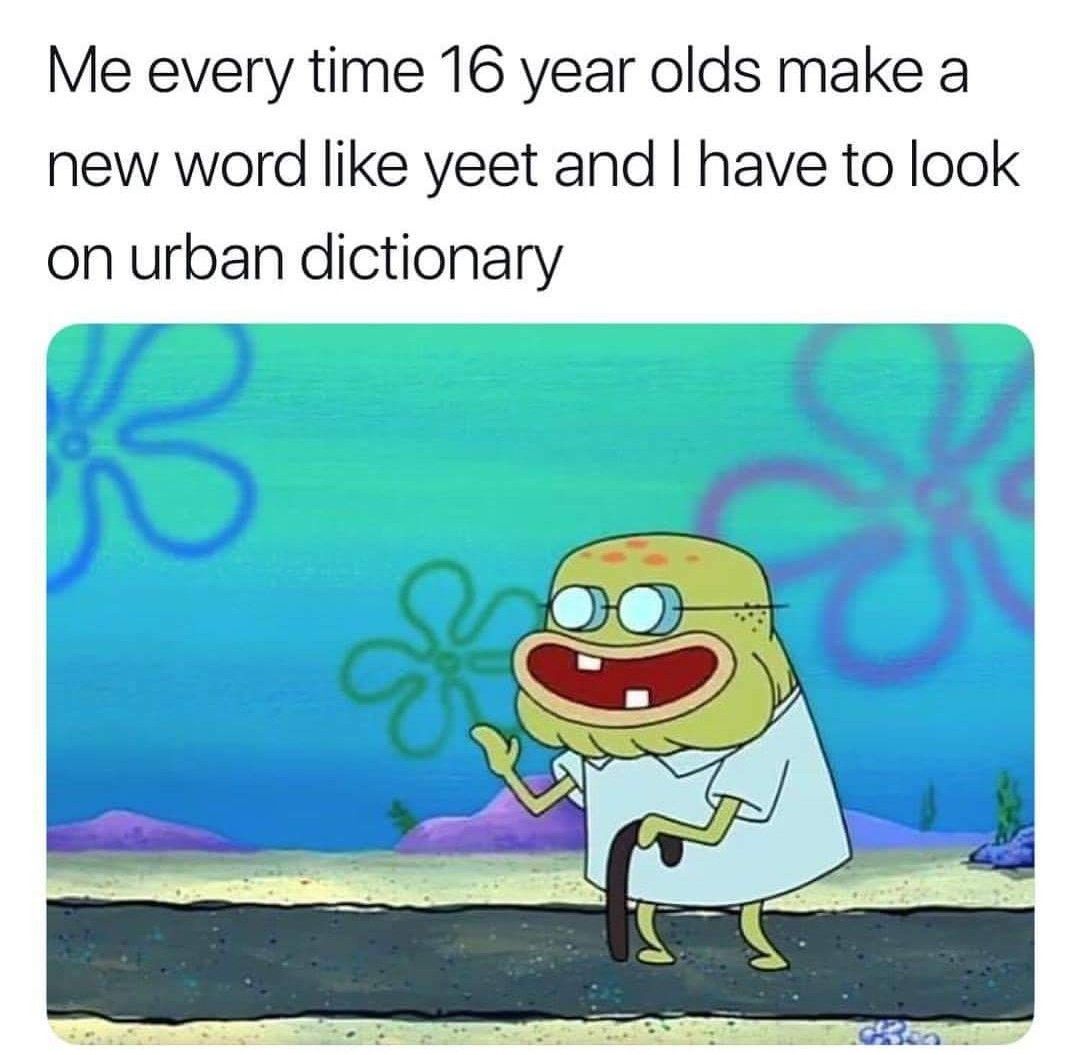 Me every time 16 year olds make a
new word like yeet and I have to look
on urban dictionary